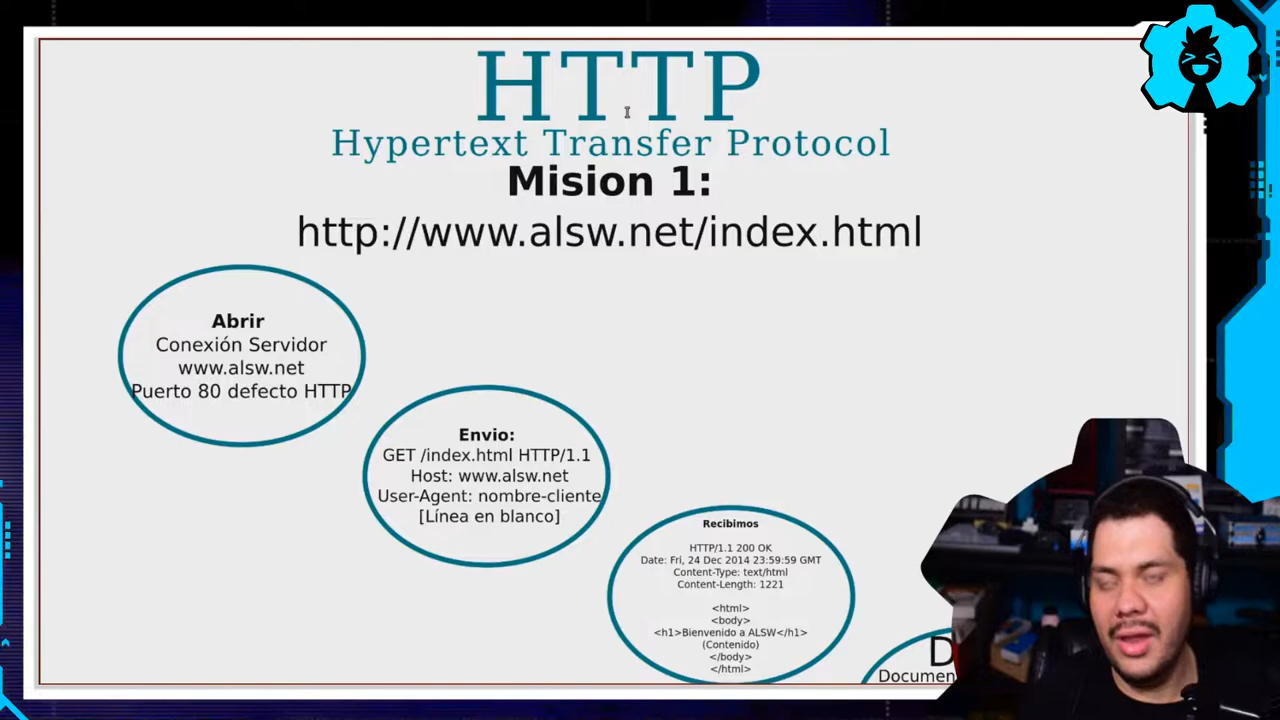 HTTP
Hypertext Transfer Protocol
Mision 1:
http://www.alsw.net/index.html
Abrir
Conexión Servidor
www.alsw.net
Puerto 80 defecto HTTP
Envio:
GET /index.html HTTP/1.1
Host: www.alsw.net
User-Agent: nombre-cliente
[Línea en blanco]
Recibimos
HTTP/1.1 200 OK
Date: Fri, 24 Dec 2014 23:59:59 GMT
Content-Type: text/html
Content-Length: 1221
<html>
<body>
<h1>Bienvenido a ALSW</h1>
(Contenido)
</body>
</html>